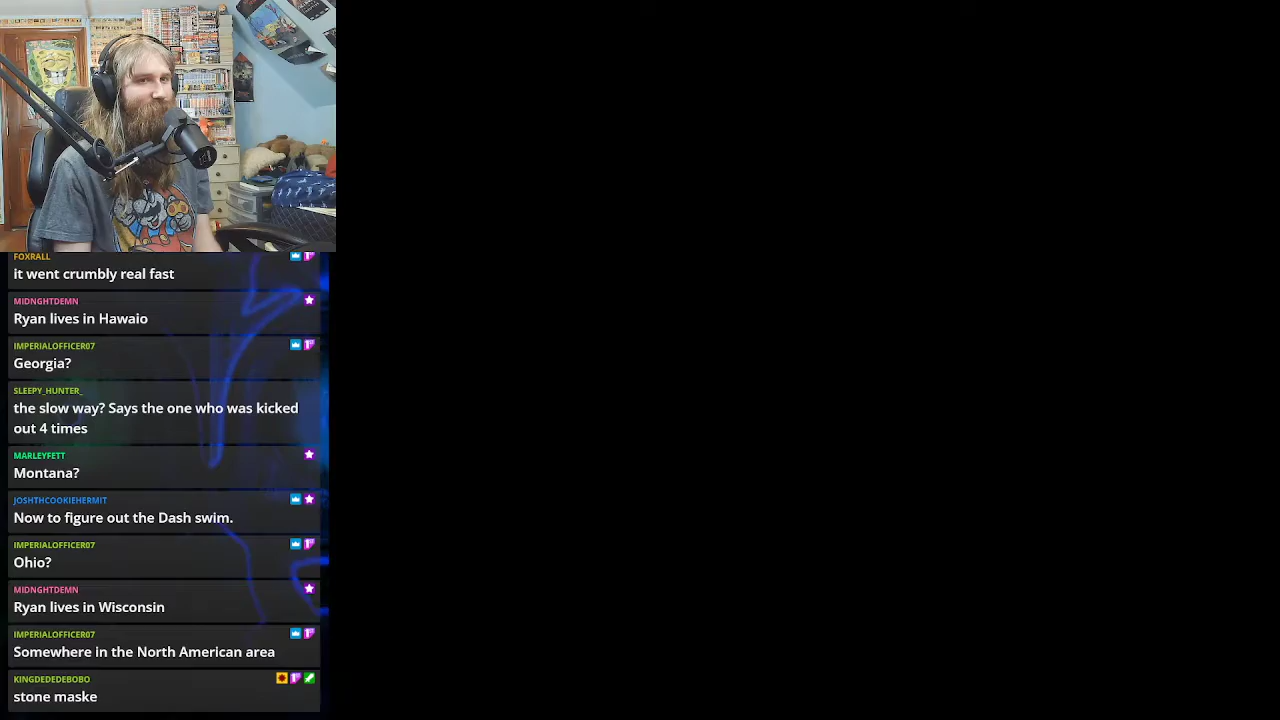 FOXRALL
it went crumbly real fast
MIDNGHTDEMN
Ryan lives in Hawaio
IMPERIALOFFICER07
Georgia?
SLEEPY_HUNTER_
the slow way? Says the one who was kicked
out 4 times
MARLEYFETT
Montana?
JOSHTHCOOKIEHERMIT
Now to figure out the Dash swim.
IMPERIALOFFICER07
Ohio?
MIDNGHTDEMN
Ryan lives in Wisconsin
IMPERIALOFFICER07
Somewhere in the North American area
KINGDEDEDEBOBO
stone maske